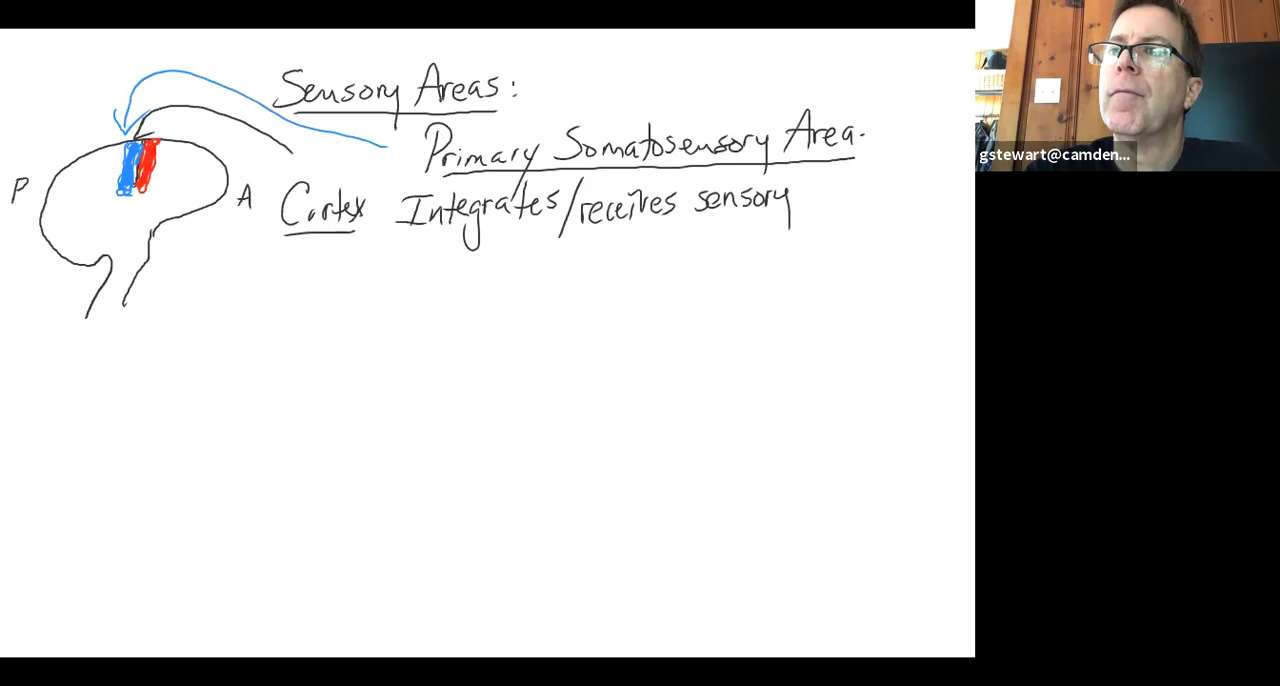 Sensory Areas:
Primary Somatosensory Area.
P
A
Cortex Integrates/receives sensory
gstewart@camden...